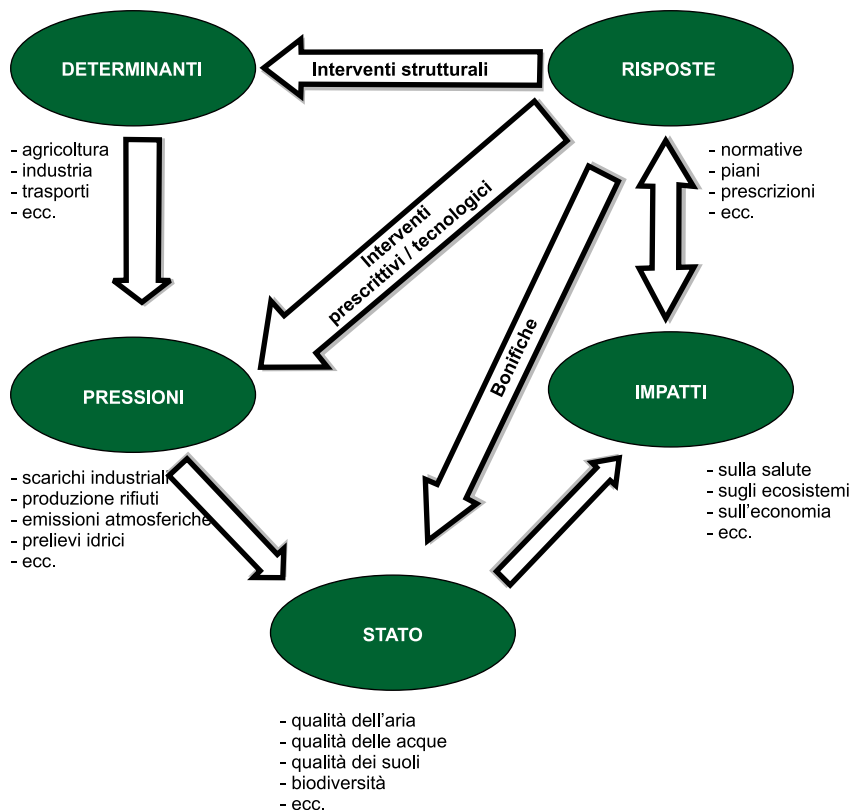 DETERMINANTI
Interventi strutturali
RISPOSTE
- agricoltura
- industria
- trasporti
- ecc.
- normative
- piani
- prescrizioni
- ecc.
Interventi
prescrittivi / tecnologici
Bonifiche
PRESSIONI
IMPATTI
- scarichi industriali
- produzione rifiuti
- emissioni atmosferiche
- prelievi idrici
- ecc.
- sulla salute
- sugli ecosistemi
- sull'economia
- ecc.
STATO
- qualità dell'aria
- qualità delle acque
- qualità dei suoli
- biodiversità
- ecc.